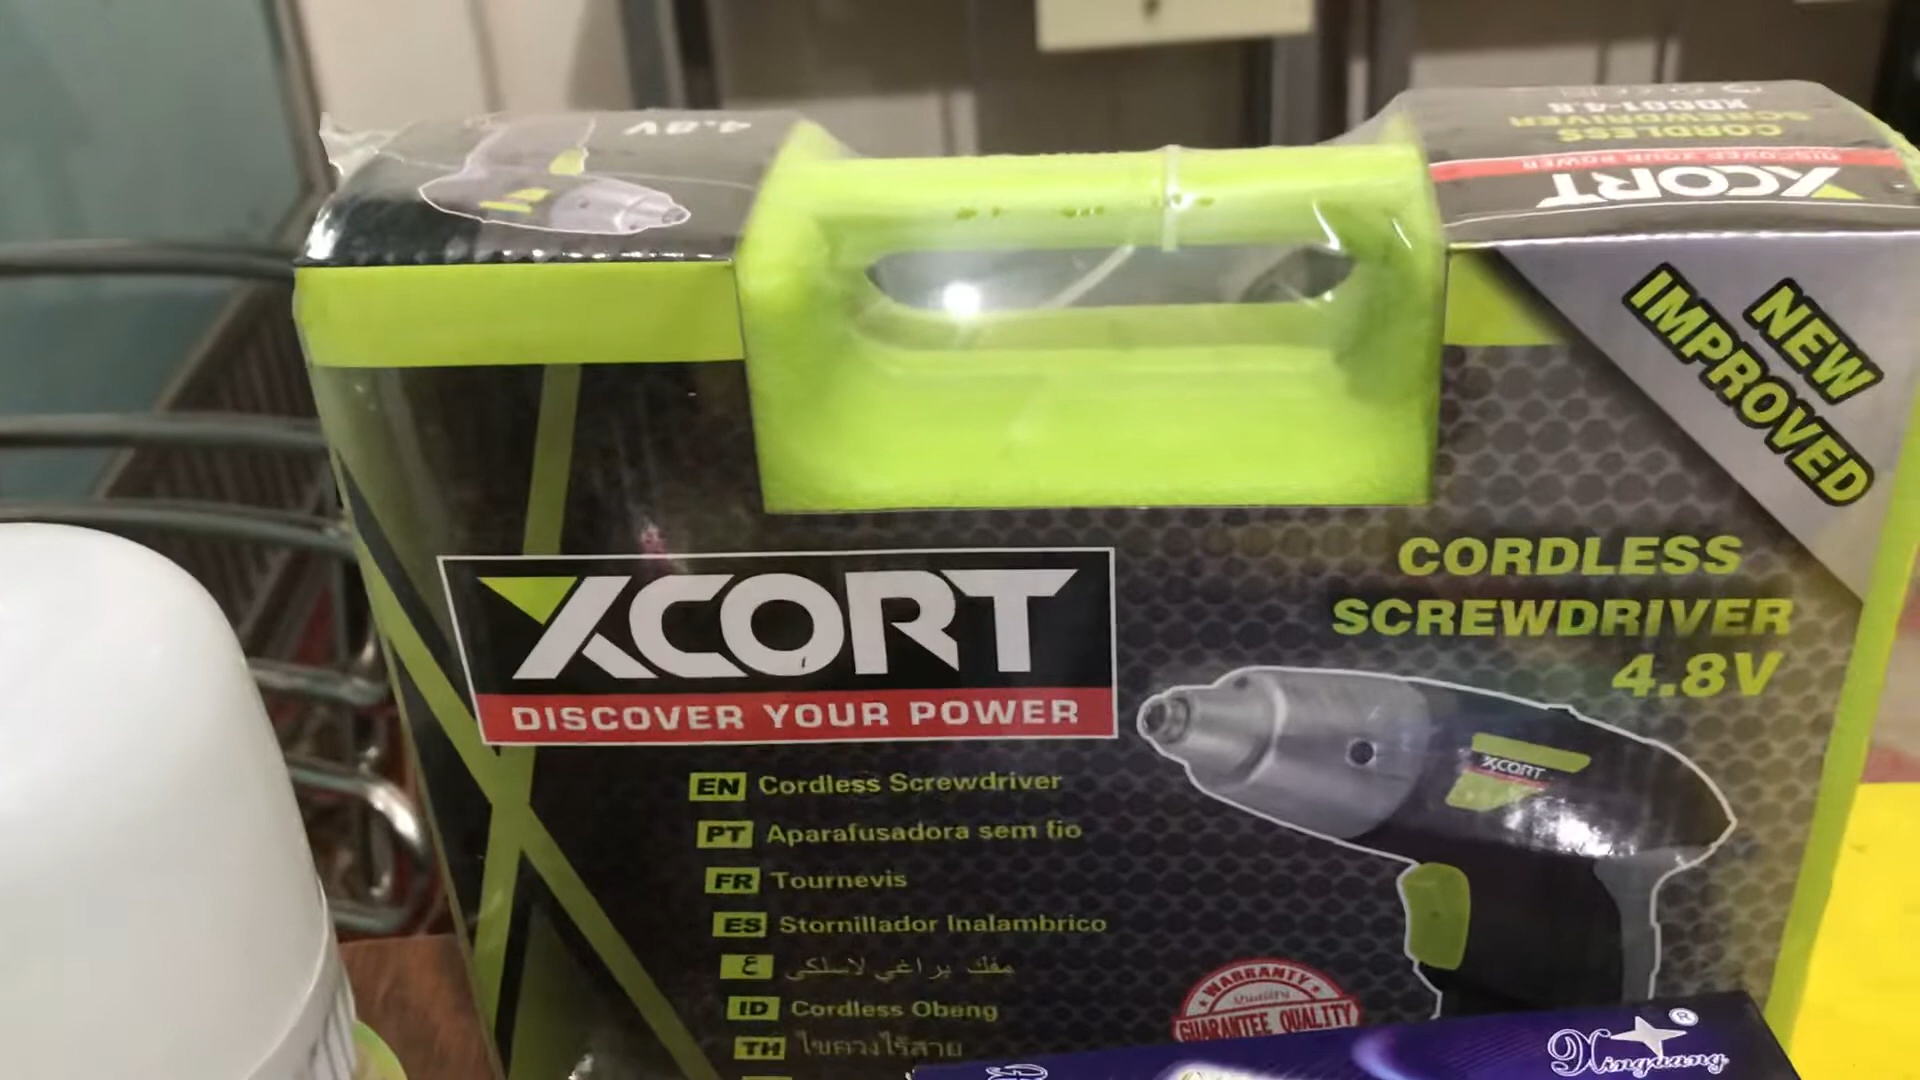 4.8V
XDC01-4.8
CORDLESS
SCREWDRIVER
DISCOVER YOUR POWER
XCORT
NEW
IMPROVED
CORDLESS
SCREWDRIVER
4.8V
XCORT
DISCOVER YOUR POWER
XCORT
EN Cordless Screwdriver
PT Aparafusadora sem fio
FR Tournevis
ES Stornillador Inalambrico
ع مفك براغي لاسلكي
ID Cordless Obeng
TH ไขควงไร้สาย
WARRANTY
GUARANTEE QUALITY
Xingguang ®